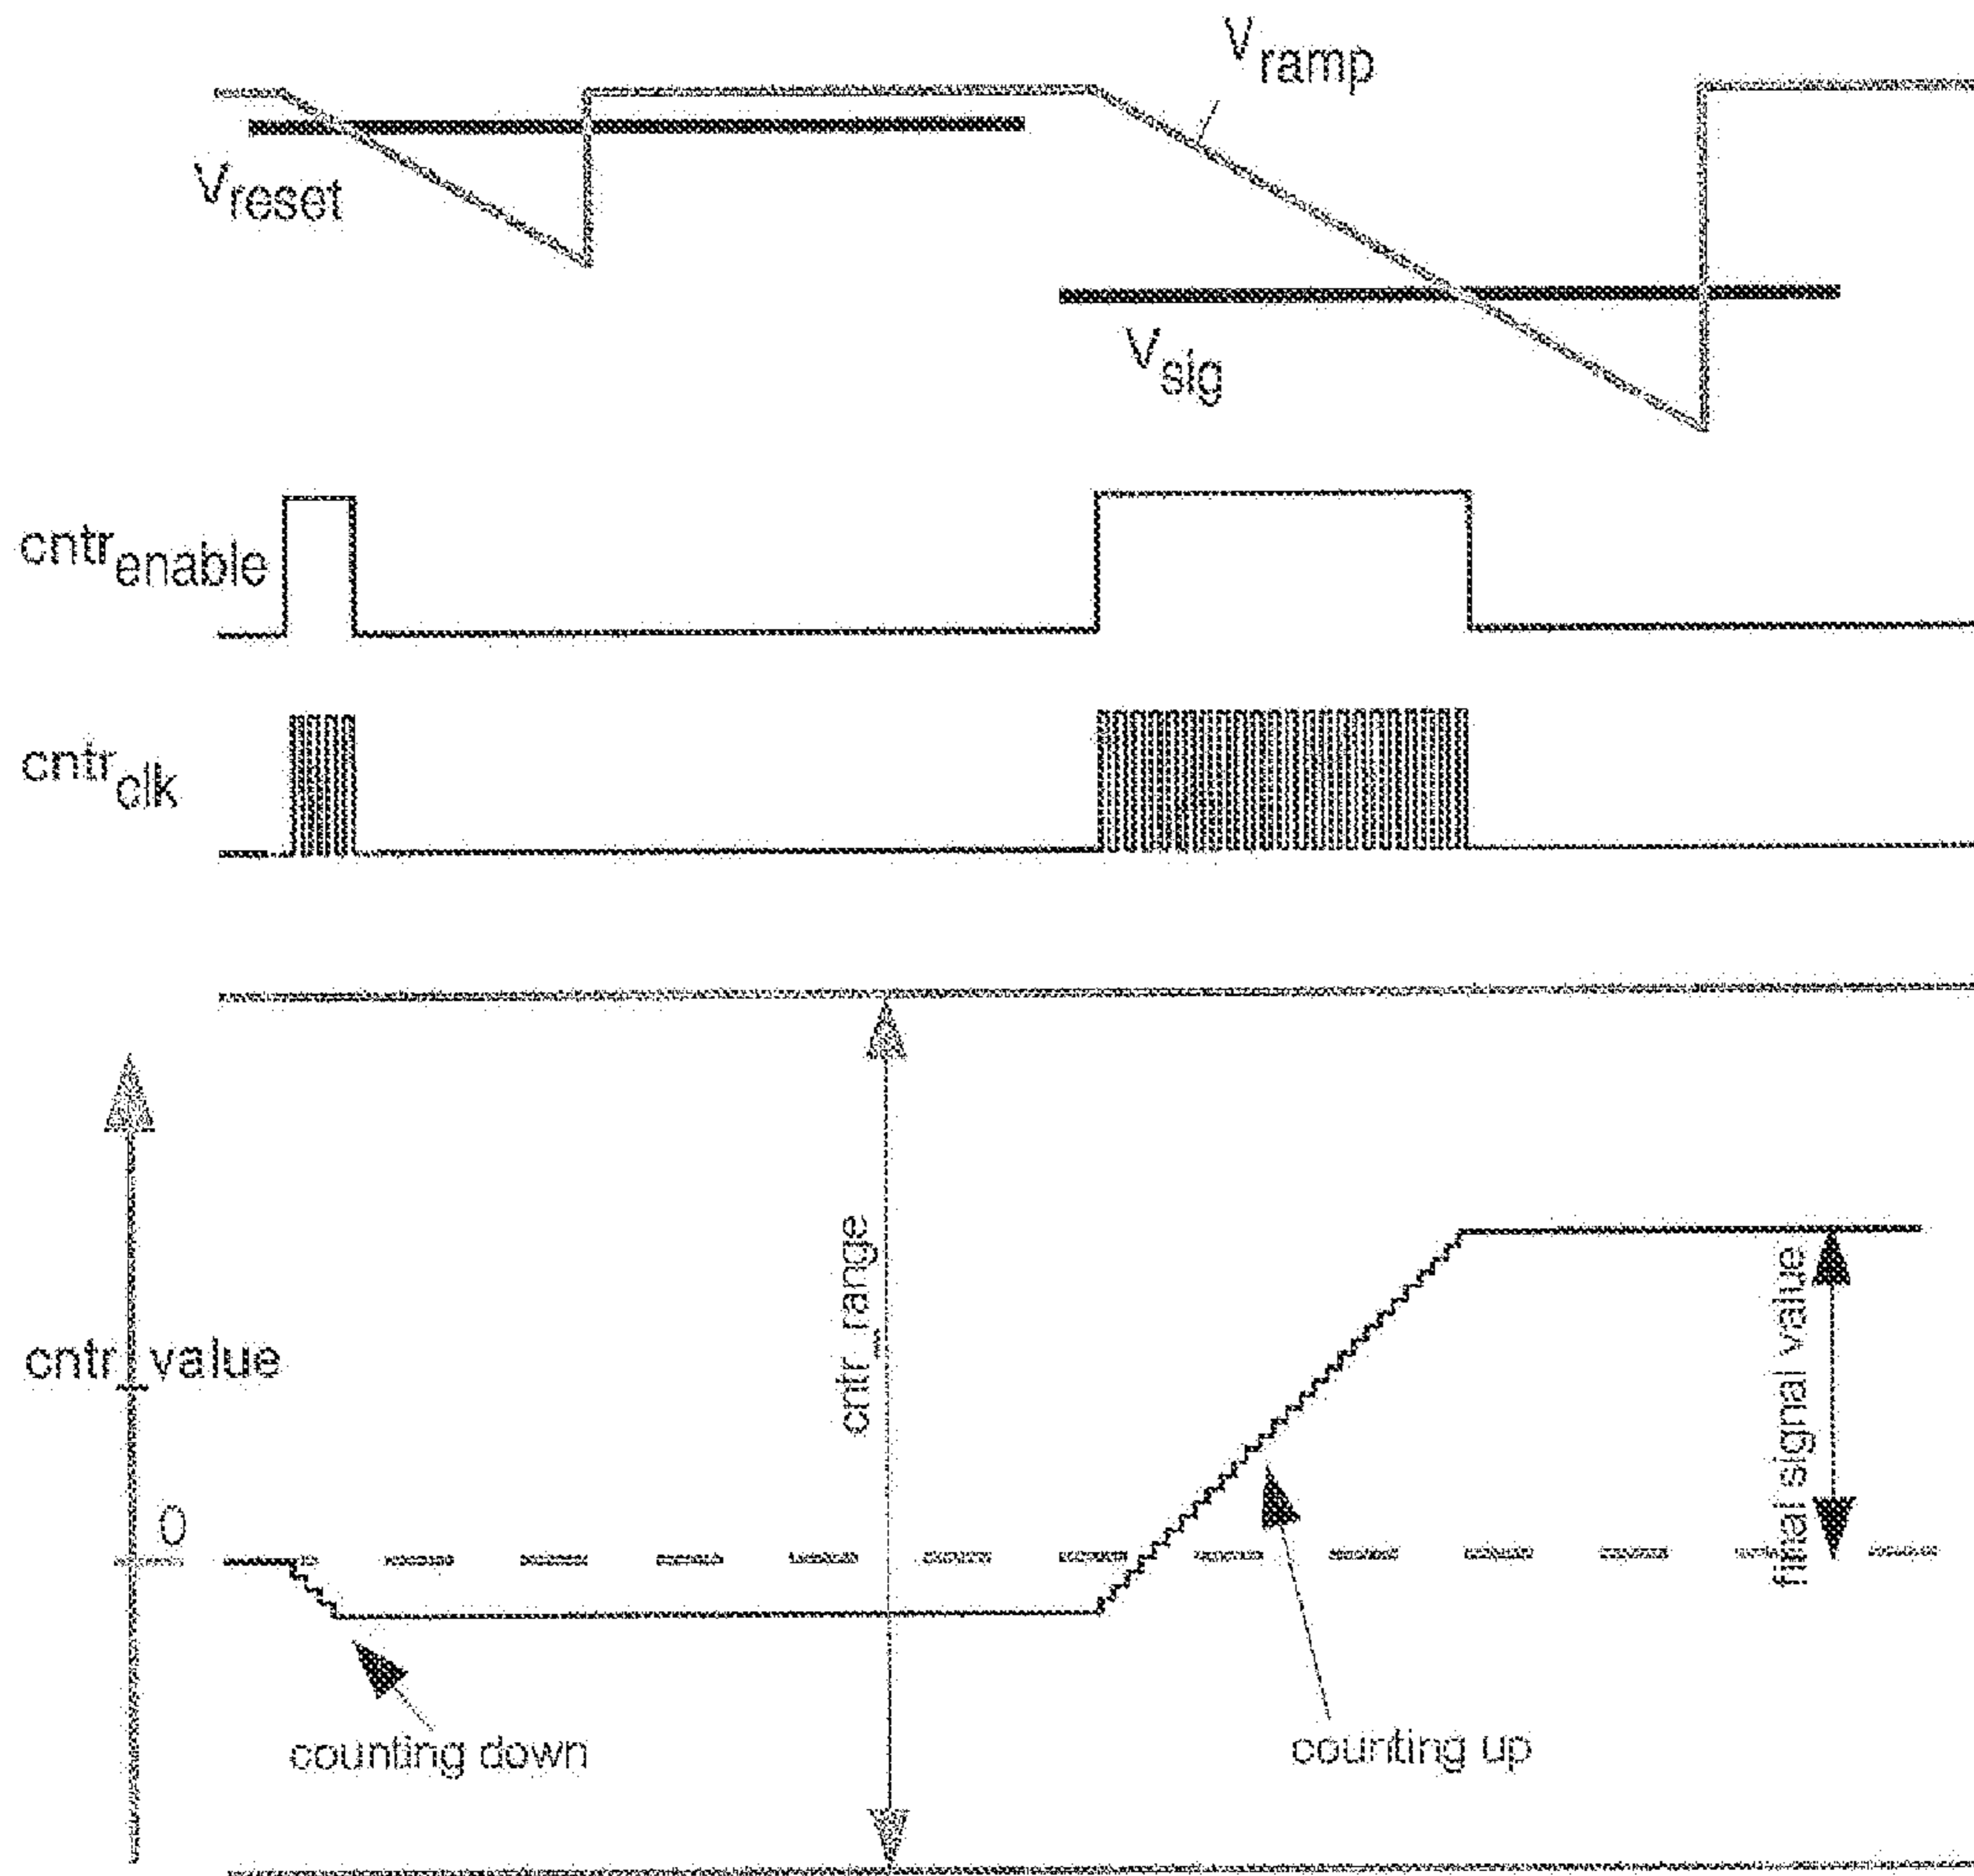 Vramp
Vreset
Vsig
cntrenable
cntrclk
cntr_range
cntr_value
final signal value
0
counting down
counting up